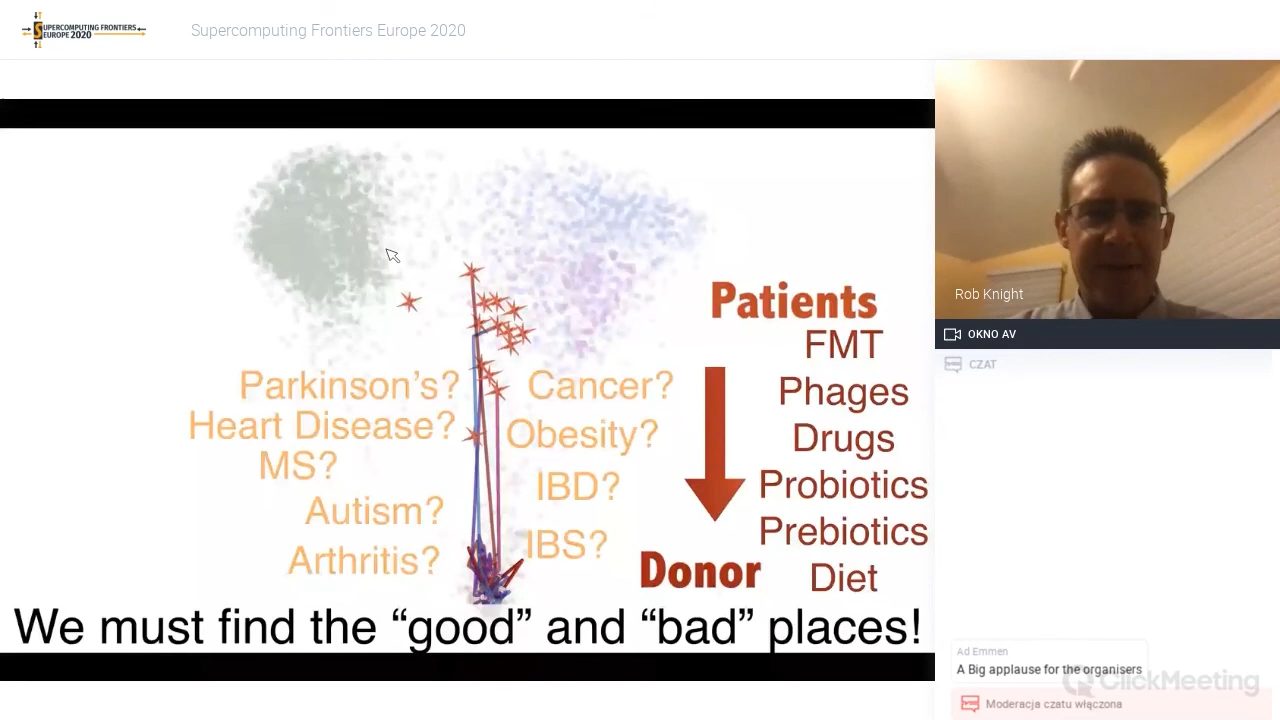 SUPERCOMPUTING FRONTIERS
EUROPE 2020
Supercomputing Frontiers Europe 2020
Patients
FMT
Phages
Drugs
Probiotics
Prebiotics
Diet
Donor
Parkinson's?
Cancer?
Heart Disease?
Obesity?
MS?
IBD?
Autism?
IBS?
Arthritis?
We must find the “good” and “bad” places!
Rob Knight
OKNO AV
CZAT
Ad Emmen
A Big applause for the organisers
ClickMeeting
Moderacja czatu włączona